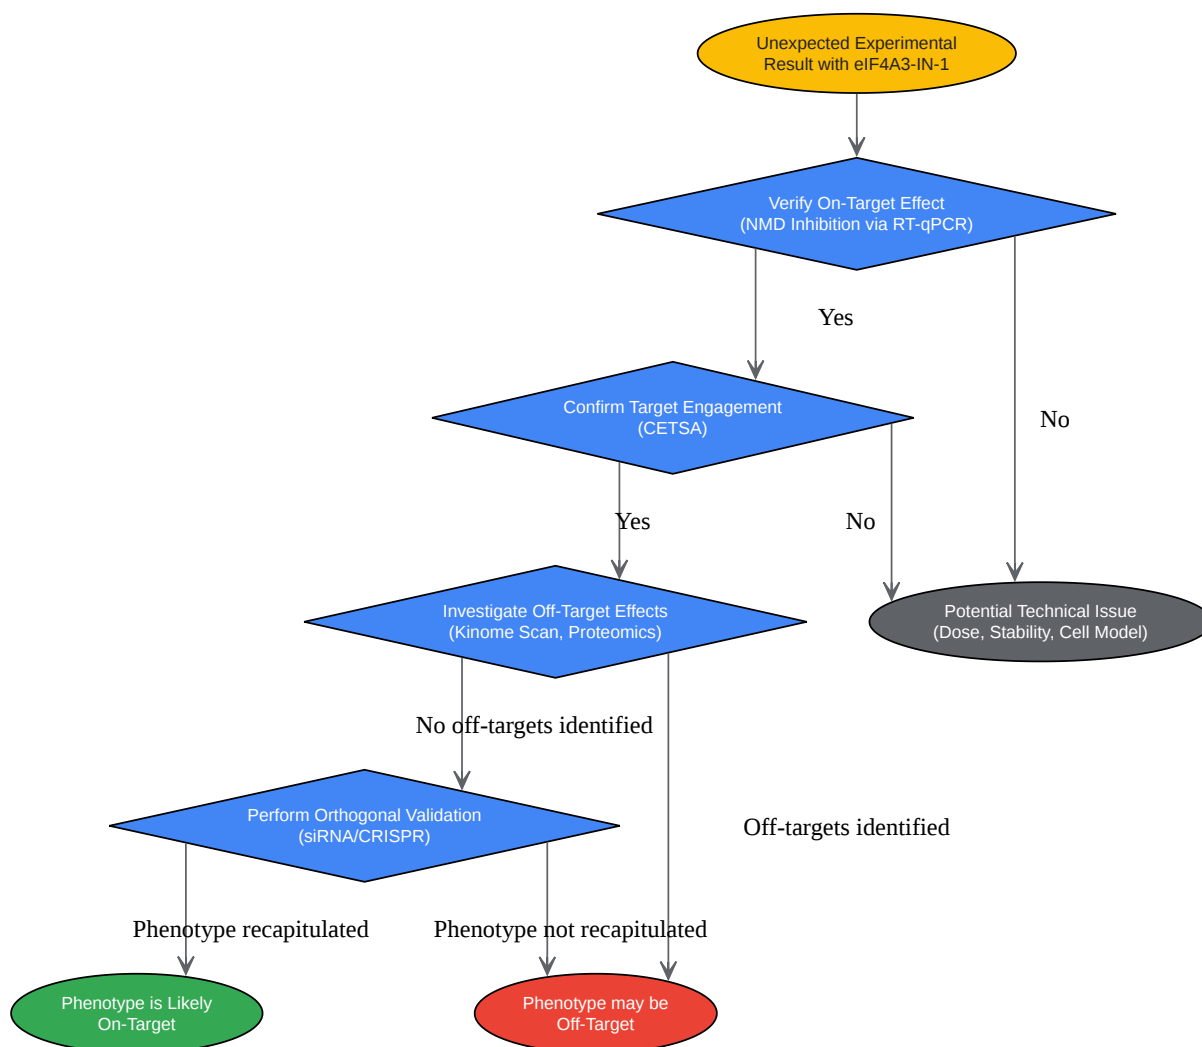 Unexpected Experimental
Result with eIF4A3-IN-1
Verify On-Target Effect
(NMD Inhibition via RT-qPCR)
Yes
Confirm Target Engagement
(CETSA)
No
Yes
No
Investigate Off-Target Effects
(Kinome Scan, Proteomics)
Potential Technical Issue
(Dose, Stability, Cell Model)
No off-targets identified
Perform Orthogonal Validation
(siRNA/CRISPR)
Off-targets identified
Phenotype recapitulated
Phenotype not recapitulated
Phenotype is Likely
On-Target
Phenotype may be
Off-Target